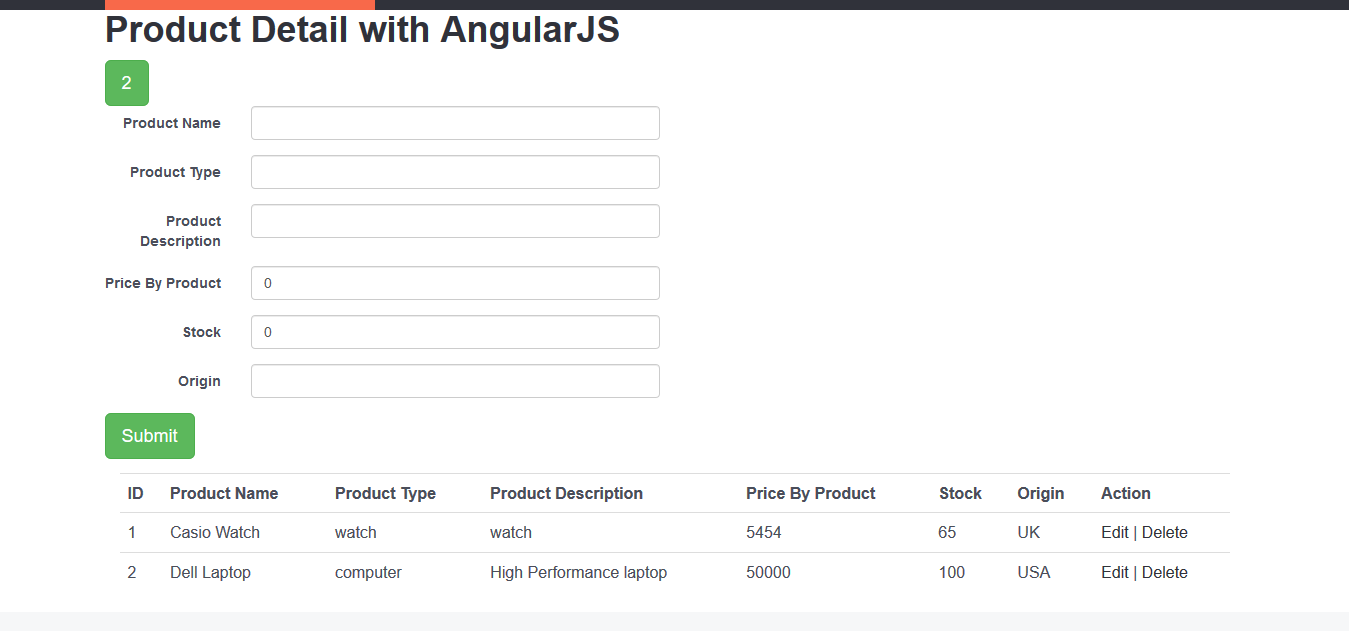 Product Detail with AngularJS
2
Product Name
Product Type
Product
Description
Price By Product
0
Stock
0
Origin
Submit
ID Product Name Product Type Product Description Price By Product Stock Origin Action
1 Casio Watch watch watch 5454 65 UK Edit | Delete
2 Dell Laptop computer High Performance laptop 50000 100 USA Edit | Delete